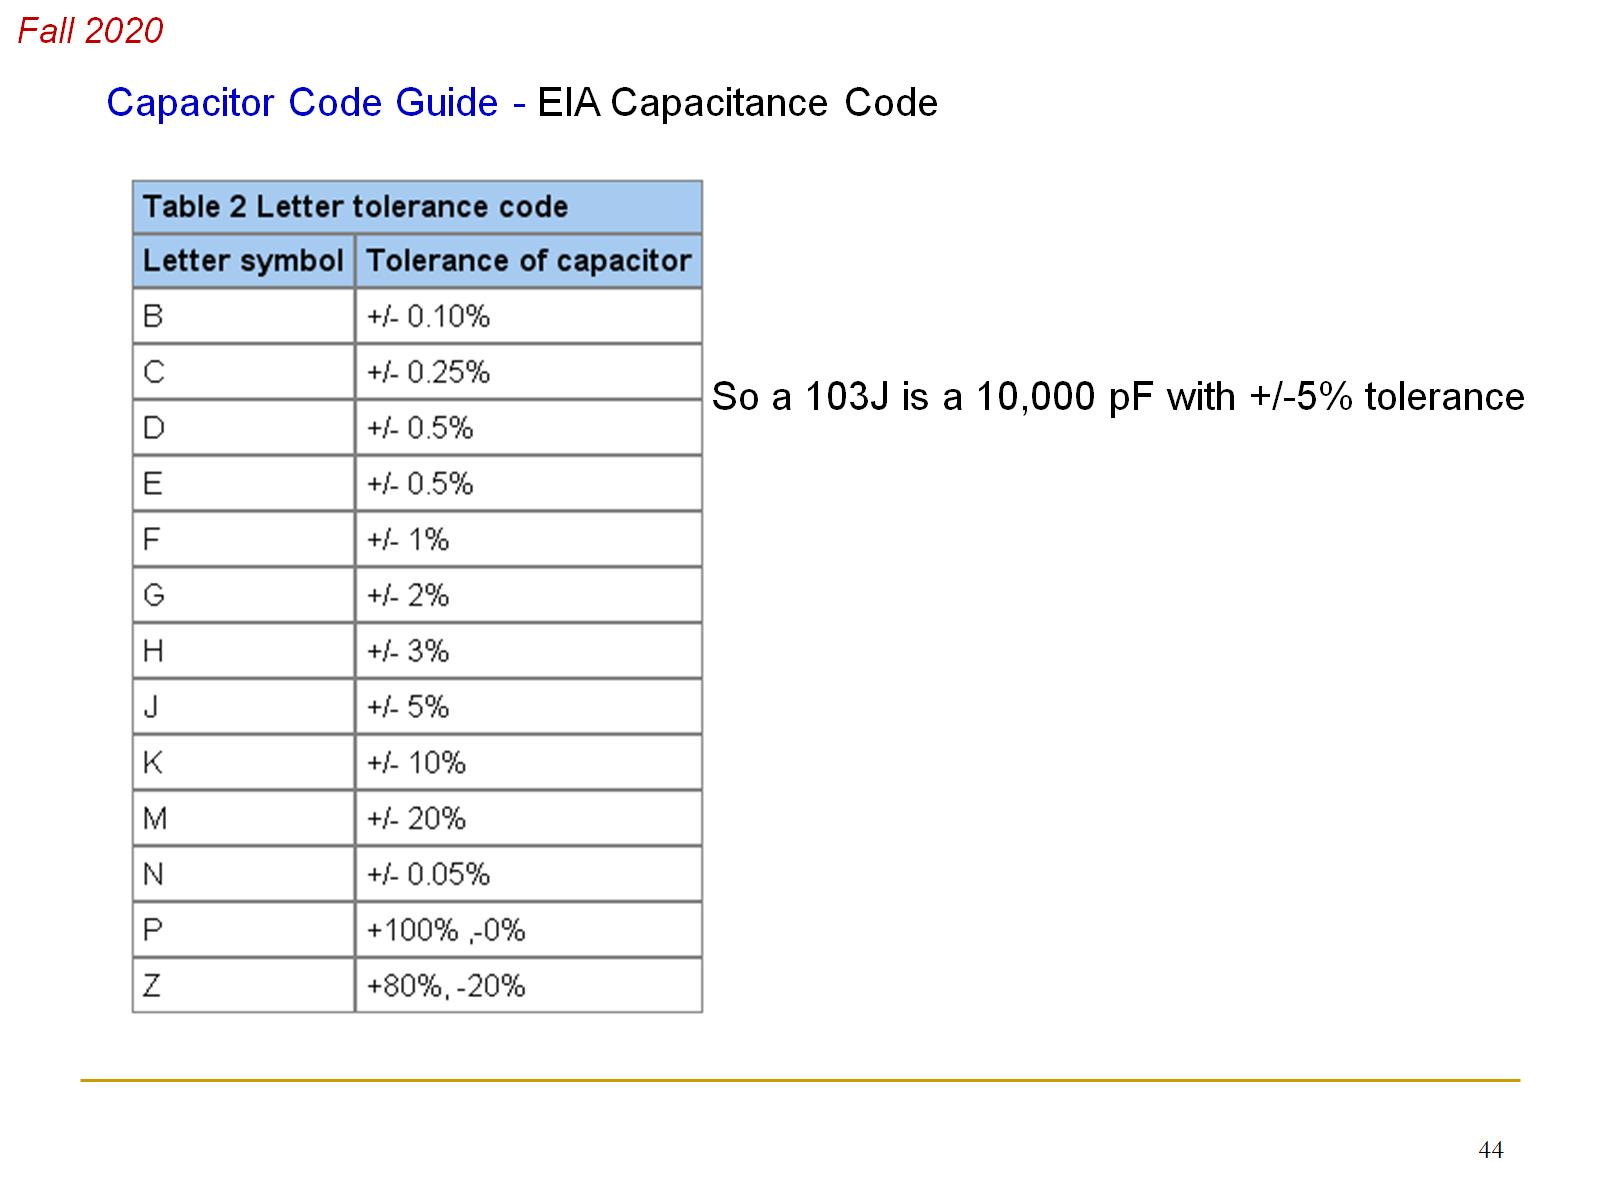 Fall 2020
Capacitor Code Guide - EIA Capacitance Code
Table 2 Letter tolerance code
Letter symbol Tolerance of capacitor
B +/- 0.10%
C +/- 0.25%
So a 103J is a 10,000 pF with +/-5% tolerance
D +/- 0.5%
E +/- 0.5%
F +/- 1%
G +/- 2%
H +/- 3%
J +/- 5%
K +/- 10%
M +/- 20%
N +/- 0.05%
P +100% ,-0%
Z +80%, -20%
44